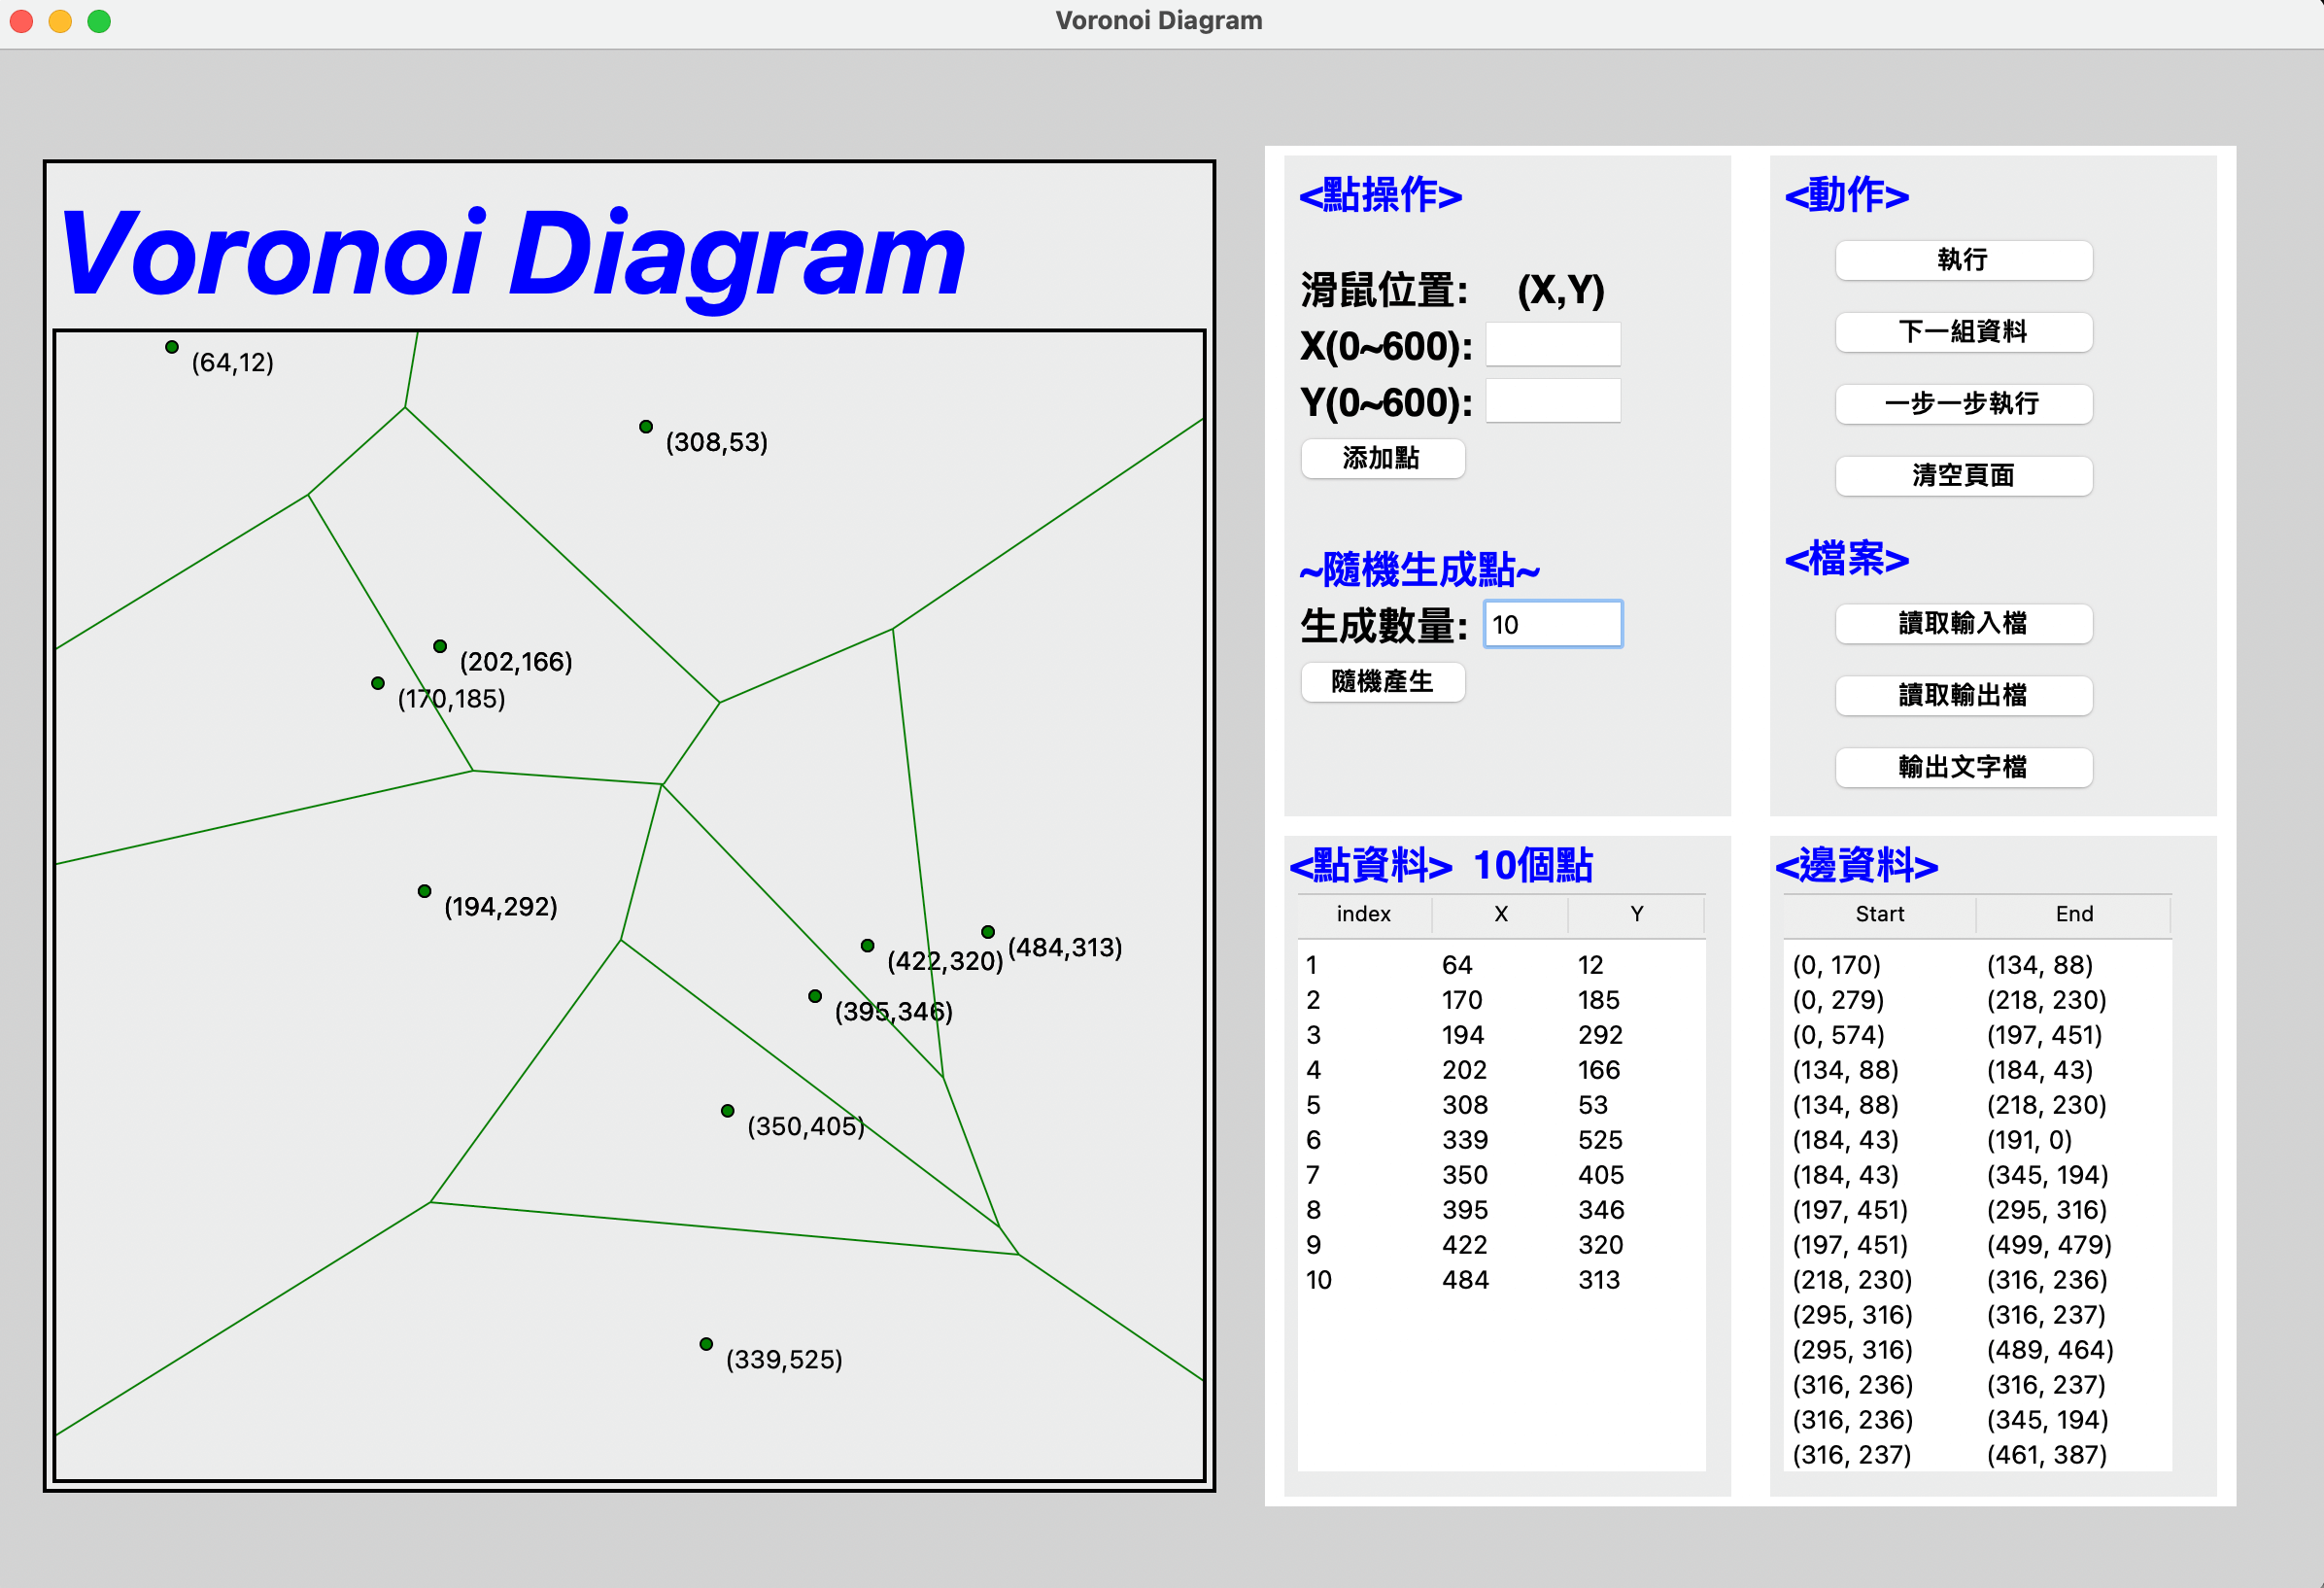 Voronoi Diagram
Voronoi Diagram
(64,12)
(308,53)
(202,166)
(170,185)
(194,292)
(484,313)
(422,320)
(395,346)
(350,405)
(339,525)
<點操作>
滑鼠位置: (X,Y)
X(0~600):
Y(0~600):
添加點
~隨機生成點~
生成數量: 10
隨機產生
<動作>
執行
下一組資料
一步一步執行
清空頁面
<檔案>
讀取輸入檔
讀取輸出檔
輸出文字檔
<點資料> 10個點
index X Y
1 64 12
2 170 185
3 194 292
4 202 166
5 308 53
6 339 525
7 350 405
8 395 346
9 422 320
10 484 313
<邊資料>
Start End
(0, 170) (134, 88)
(0, 279) (218, 230)
(0, 574) (197, 451)
(134, 88) (184, 43)
(134, 88) (218, 230)
(184, 43) (191, 0)
(184, 43) (345, 194)
(197, 451) (295, 316)
(197, 451) (499, 479)
(218, 230) (316, 236)
(295, 316) (316, 237)
(295, 316) (489, 464)
(316, 236) (316, 237)
(316, 236) (345, 194)
(316, 237) (461, 387)